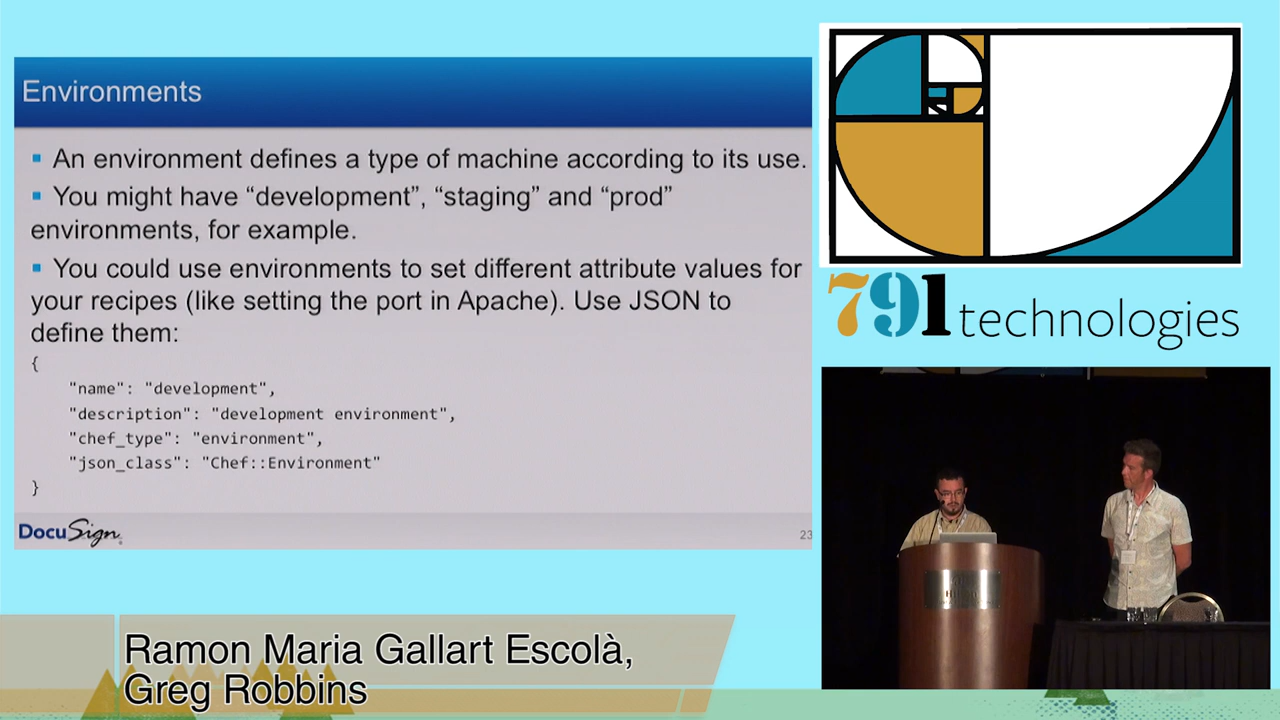 Environments
▪ An environment defines a type of machine according to its use.
▪ You might have “development”, “staging” and “prod”
environments, for example.
▪ You could use environments to set different attribute values for
your recipes (like setting the port in Apache). Use JSON to
define them:
{
"name": "development",
"description": "development environment",
"chef_type": "environment",
"json_class": "Chef::Environment"
}
DocuSign
23
791 technologies
Ramon Maria Gallart Escolà,
Greg Robbins